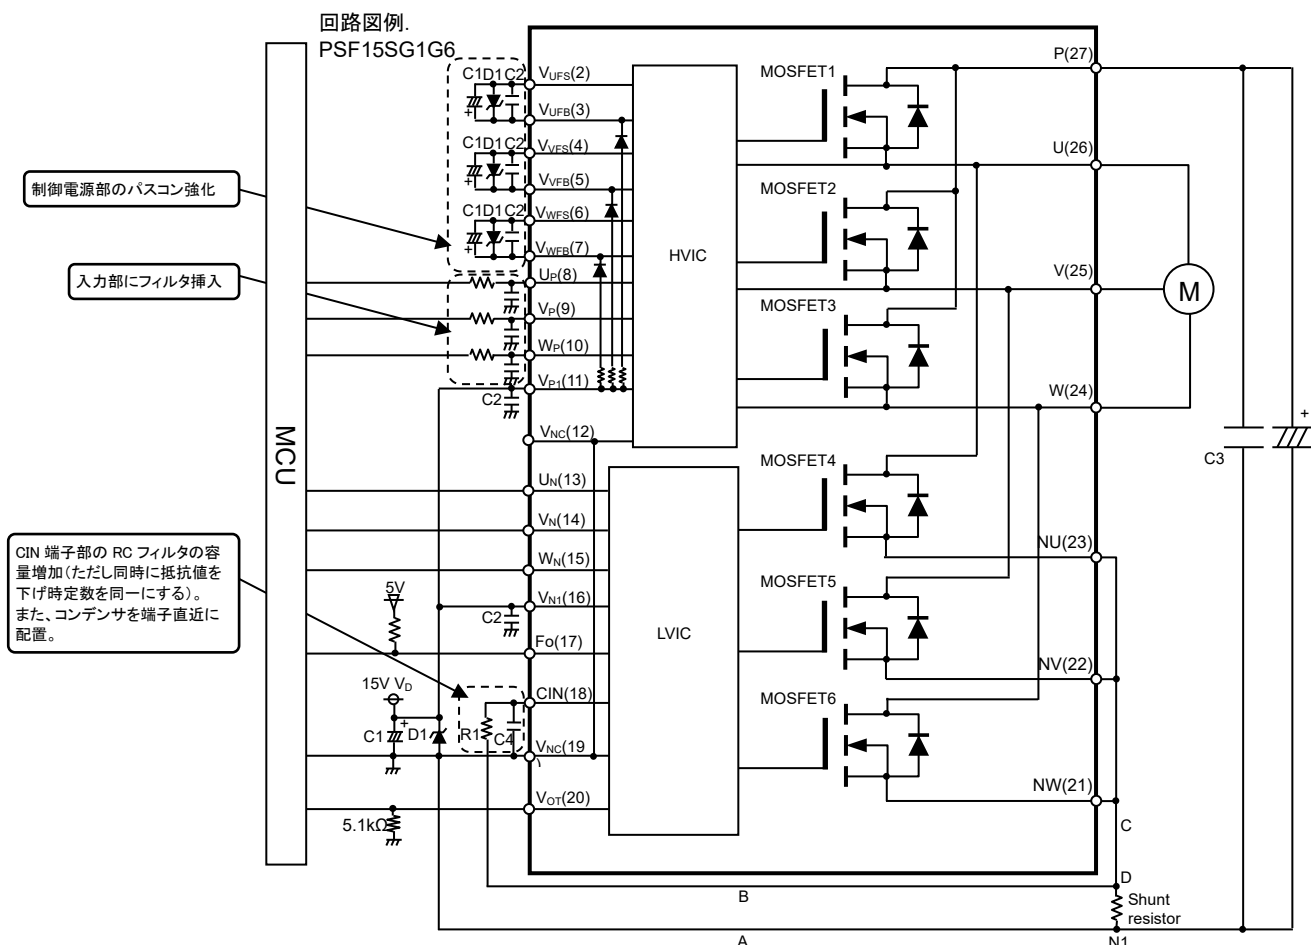 回路図例.
PSF15SG1G6
P(27)
C1D1C2
VUFS(2)
MOSFET1
VUFB(3)
C1D1C2
VVFS(4)
U(26)
制御電源部のパスコン強化
VVFB(5)
MOSFET2
C1D1C2
VWFS(6)
VWFB(7)
HVIC
入力部にフィルタ挿入
UP(8)
V(25)
M
VP(9)
MOSFET3
WP(10)
VP1(11)
C2
W(24)
+
MCU
VNC(12)
C3
MOSFET4
UN(13)
VN(14)
NU(23)
CIN 端子部の RC フィルタの容
量増加(ただし同時に抵抗値を
下げ時定数を同一にする)。
また、コンデンサを端子直近に
配置。
WN(15)
5V
VN1(16)
C2
MOSFET5
LVIC
Fo(17)
NV(22)
15V VD
CIN(18)
MOSFET6
+
C1
D1
R1
C4
VNC(19
)
NW(21)
VOT(20)
5.1kΩ
C
D
B
Shunt
resistor
A
N1
+
+
+